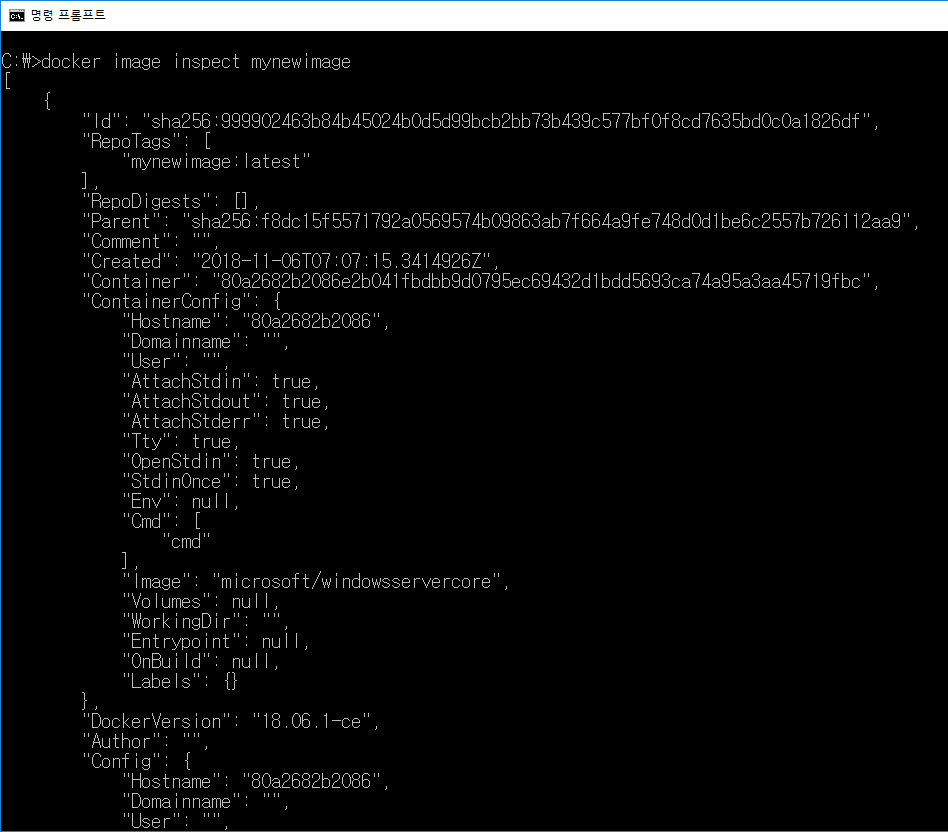 명령 프롬프트
C:\>docker image inspect mynewimage
[
    {
        "Id": "sha256:999902463b84b45024b0d5d99bcb2bb73b439c577bf0f8cd7635bd0c0a1826df",
        "RepoTags": [
            "mynewimage:latest"
        ],
        "RepoDigests": [],
        "Parent": "sha256:f8dc15f5571792a0569574b09863ab7f664a9fe748d0d1be6c2557b726112aa9",
        "Comment": "",
        "Created": "2018-11-06T07:07:15.3414926Z",
        "Container": "80a2682b2086e2b041fbdbb9d0795ec69432d1bdd5693ca74a95a3aa45719fbc",
        "ContainerConfig": {
            "Hostname": "80a2682b2086",
            "Domainname": "",
            "User": "",
            "AttachStdin": true,
            "AttachStdout": true,
            "AttachStderr": true,
            "Tty": true,
            "OpenStdin": true,
            "StdinOnce": true,
            "Env": null,
            "Cmd": [
                "cmd"
            ],
            "Image": "microsoft/windowsservercore",
            "Volumes": null,
            "WorkingDir": "",
            "Entrypoint": null,
            "OnBuild": null,
            "Labels": {}
        },
        "DockerVersion": "18.06.1-ce",
        "Author": "",
        "Config": {
            "Hostname": "80a2682b2086",
            "Domainname": "",
            "User": "",